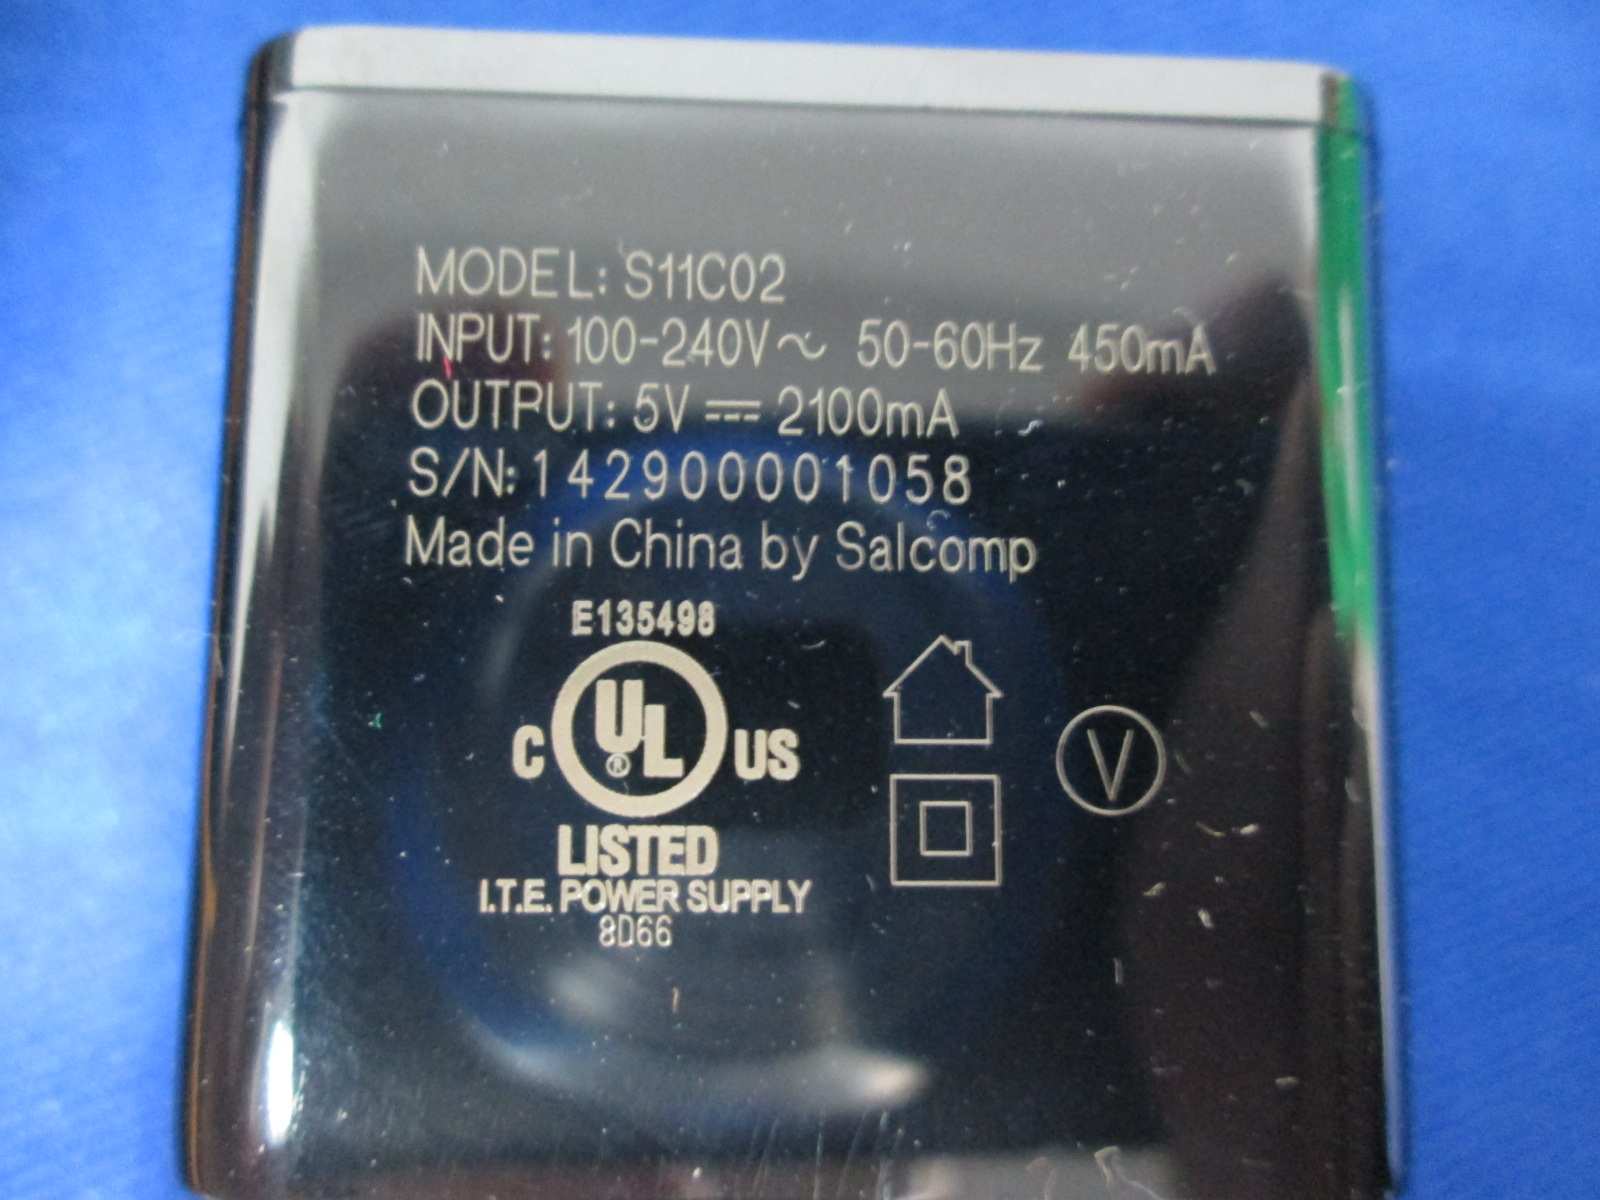 MODEL: S11C02
INPUT: 100-240V~ 50-60Hz 450mA
OUTPUT: 5V ⎓ 2100mA
S/N: 142900001058
Made in China by Salcomp
E135498
C UL® US
LISTED
I.T.E. POWER SUPPLY
8D66
V